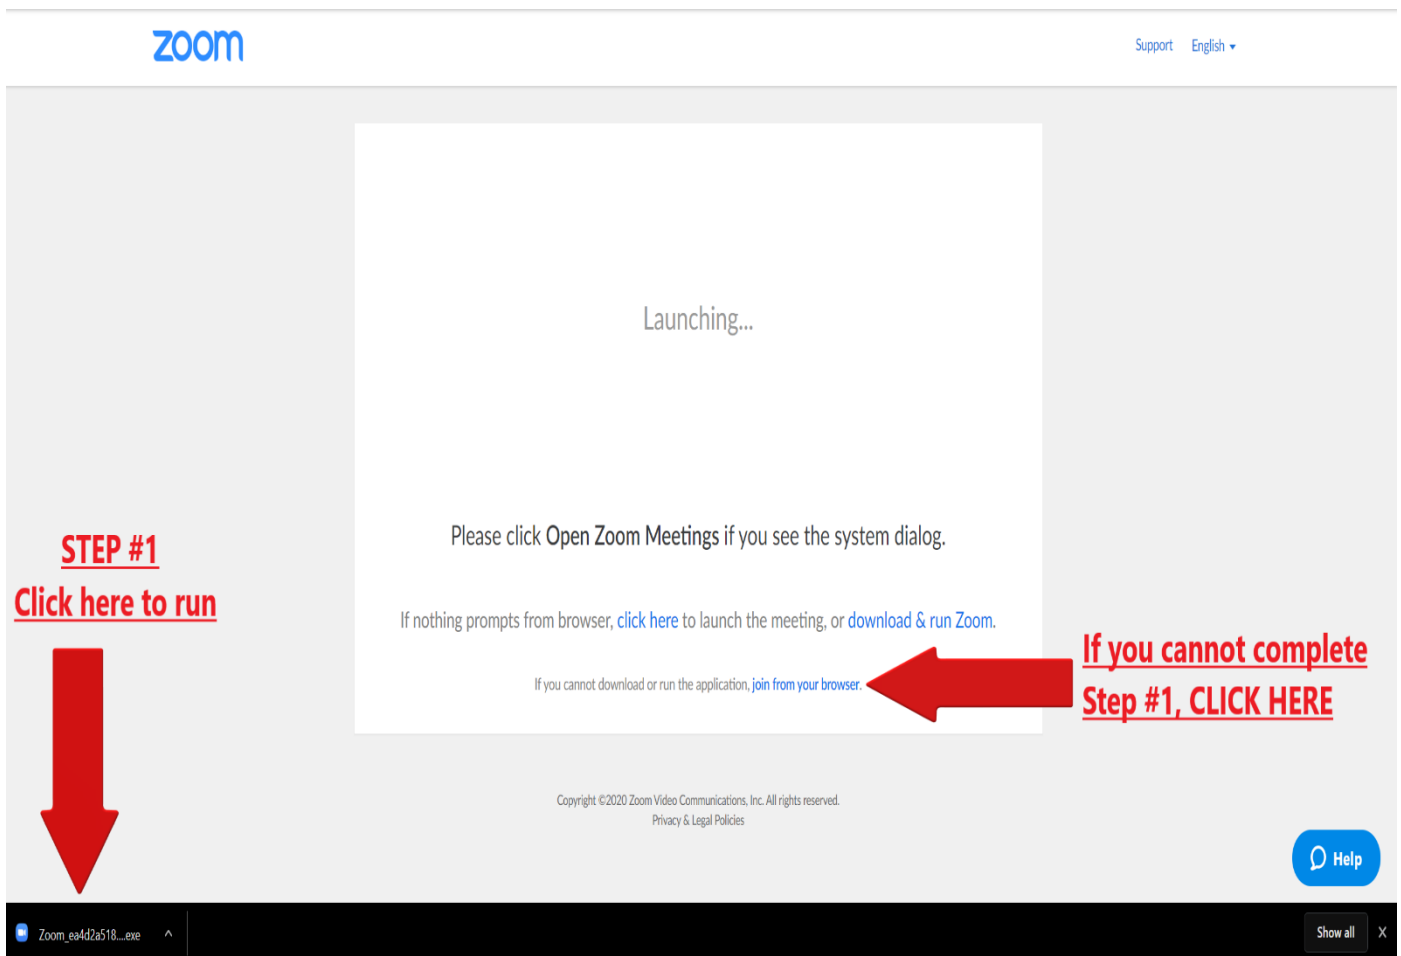 zoom
Support English
Launching...
Please click Open Zoom Meetings if you see the system dialog.
STEP #1
Click here to run
If nothing prompts from browser, click here to launch the meeting, or download & run Zoom.
If you cannot download or run the application, join from your browser.
If you cannot complete
Step #1, CLICK HERE
Copyright ©2020 Zoom Video Communications, Inc. All rights reserved.
Privacy & Legal Policies
Help
Zoom_ea4d2a518....exe
Show all X